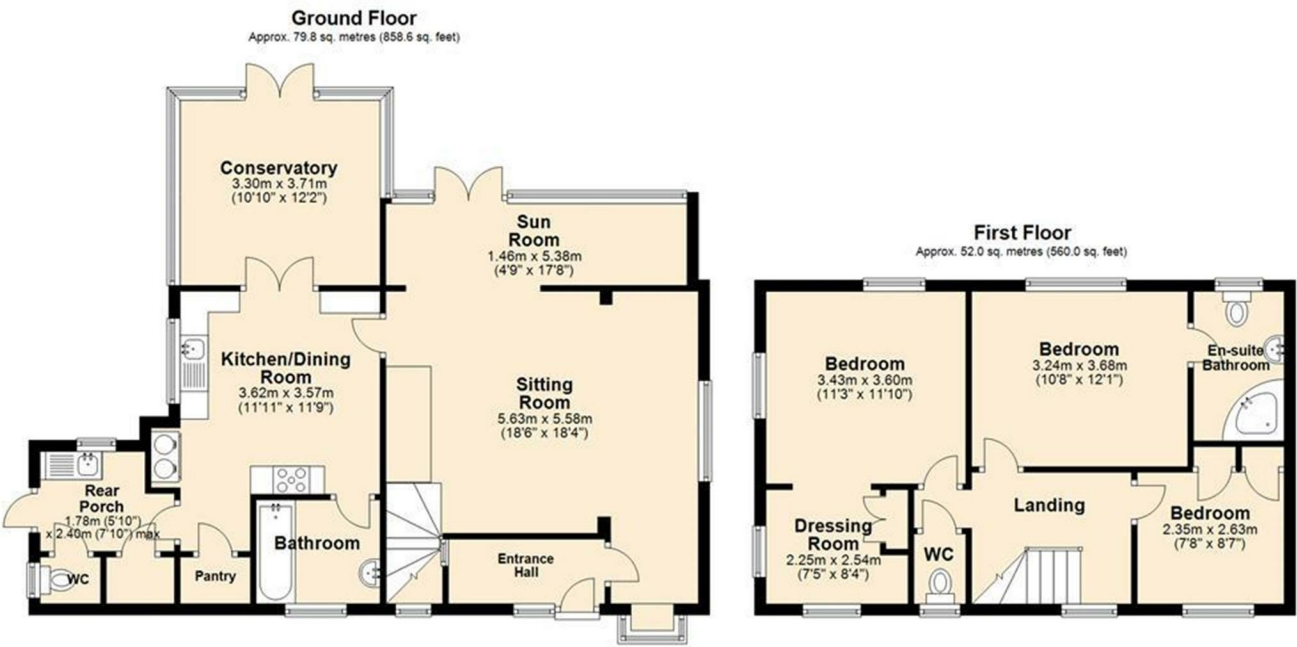 Ground Floor
Approx. 79.8 sq. metres (858.6 sq. feet)
Conservatory
3.30m x 3.71m
(10'10" x 12'2")
Sun
Room
1.46m x 5.38m
(4'9" x 17'8")
Kitchen/Dining
Room
3.62m x 3.57m
(11'11" x 11'9")
Sitting
Room
5.63m x 5.58m
(18'6" x 18'4")
Rear
Porch
1.78m (5'10")
x 2.40m (7'10") max
WC
Pantry
Bathroom
Entrance
Hall
First Floor
Approx. 52.0 sq. metres (560.0 sq. feet)
Bedroom
3.43m x 3.60m
(11'3" x 11'10")
Bedroom
3.24m x 3.68m
(10'8" x 12'1")
En-suite
Bathroom
Dressing
Room
2.25m x 2.54m
(7'5" x 8'4")
WC
Landing
Bedroom
2.35m x 2.63m
(7'8" x 8'7")